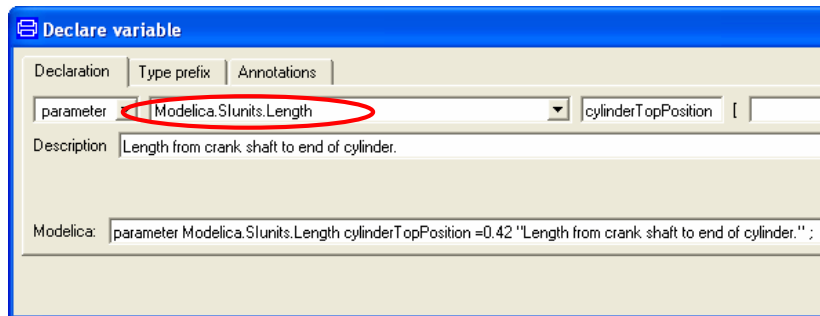 Declare variable
Declaration Type prefix Annotations
parameter Modelica.SIunits.Length cylinderTopPosition [
Description Length from crank shaft to end of cylinder.
Modelica: parameter Modelica.SIunits.Length cylinderTopPosition =0.42 "Length from crank shaft to end of cylinder." ;